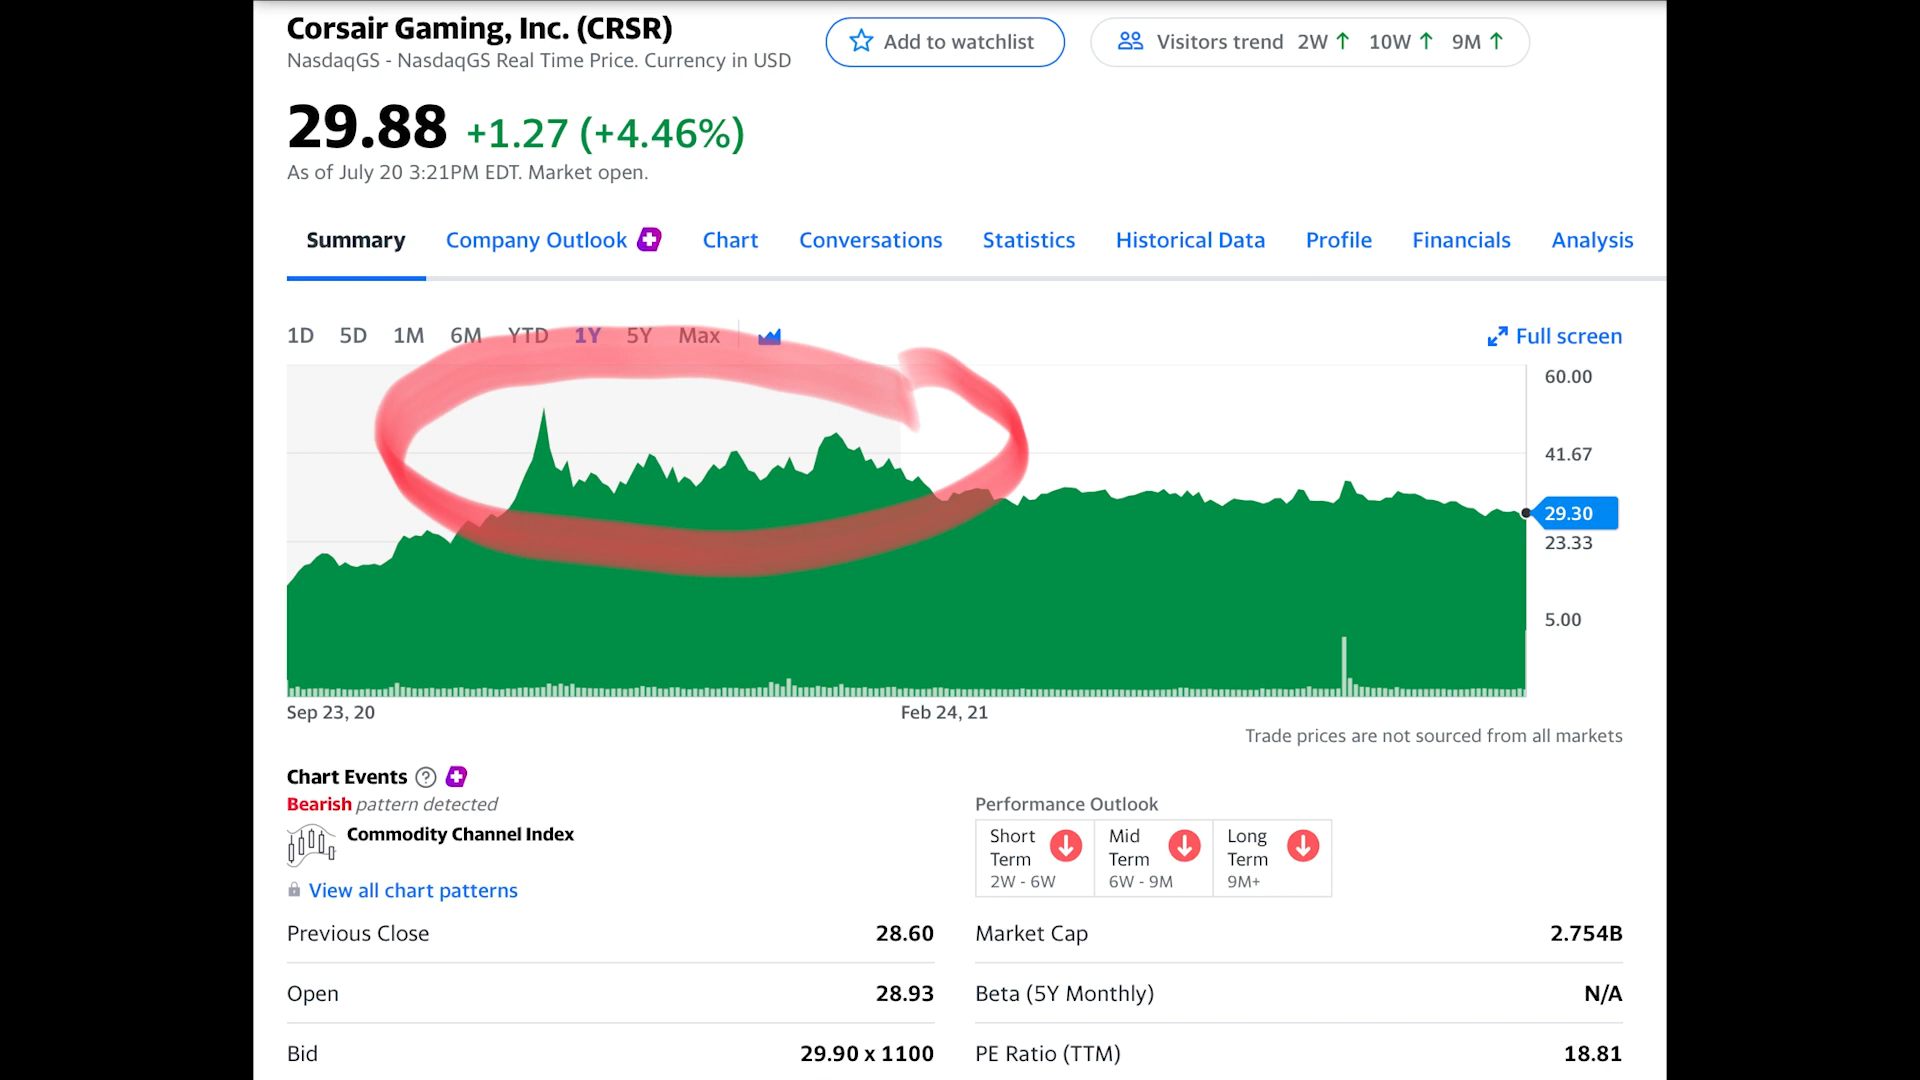 Corsair Gaming, Inc. (CRSR)
NasdaqGS - NasdaqGS Real Time Price. Currency in USD
Add to watchlist
Visitors trend 2W ↑ 10W ↑ 9M ↑
29.88 +1.27 (+4.46%)
As of July 20 3:21PM EDT. Market open.
Summary Company Outlook Chart Conversations Statistics Historical Data Profile Financials Analysis
1D 5D 1M 6M YTD 1Y 5Y Max
Full screen
60.00
41.67
29.30
23.33
5.00
Sep 23, 20 Feb 24, 21
Trade prices are not sourced from all markets
Chart Events ?
Bearish pattern detected
Commodity Channel Index
View all chart patterns
Performance Outlook
Short Term 2W - 6W
Mid Term 6W - 9M
Long Term 9M+
Previous Close 28.60
Open 28.93
Bid 29.90 x 1100
Market Cap 2.754B
Beta (5Y Monthly) N/A
PE Ratio (TTM) 18.81